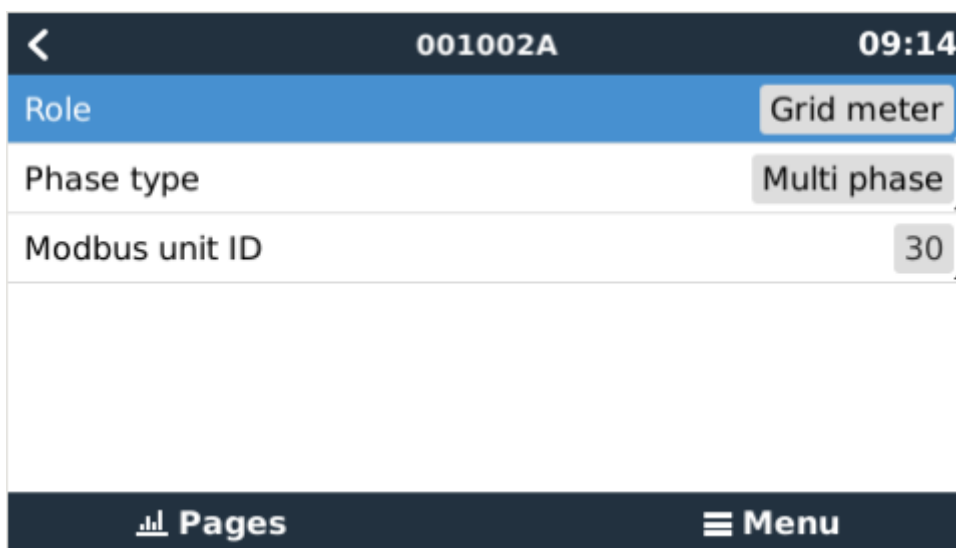 001002A 09:14
Role Grid meter
Phase type Multi phase
Modbus unit ID 30
Pages Menu